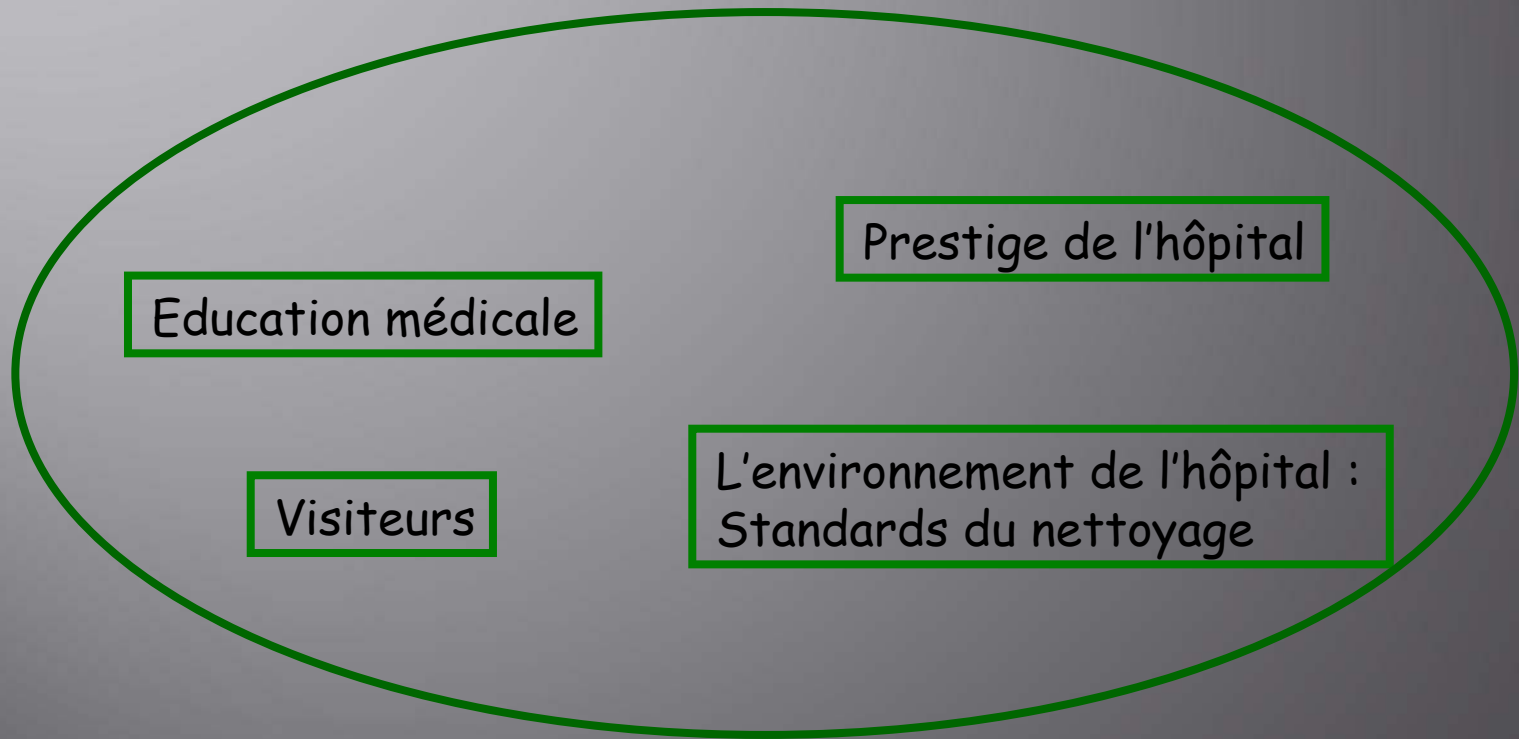 Prestige de l’hôpital
Education médicale
L’environnement de l’hôpital :
Standards du nettoyage
Visiteurs